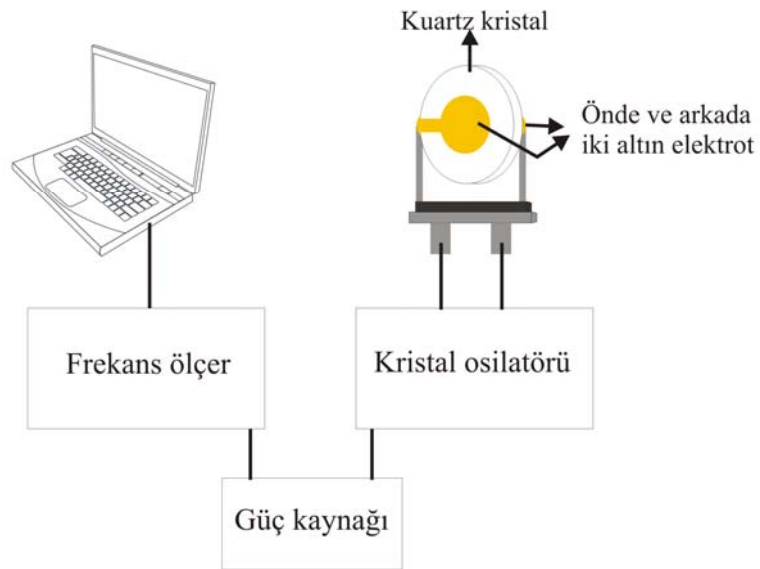 Kuartz kristal
Önde ve arkada
iki altın elektrot
Frekans ölçer
Kristal osilatörü
Güç kaynağı